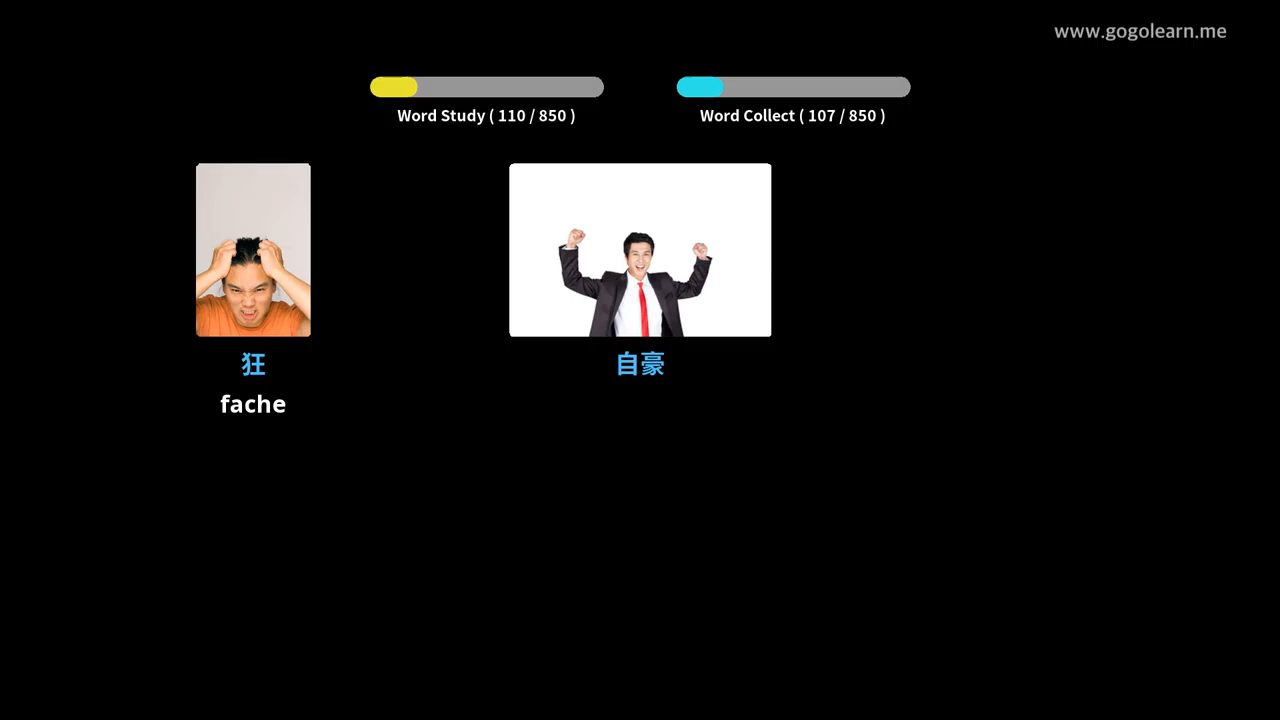 www.gogolearn.me
Word Study ( 110 / 850 )
Word Collect ( 107 / 850 )
狂
自豪
fache